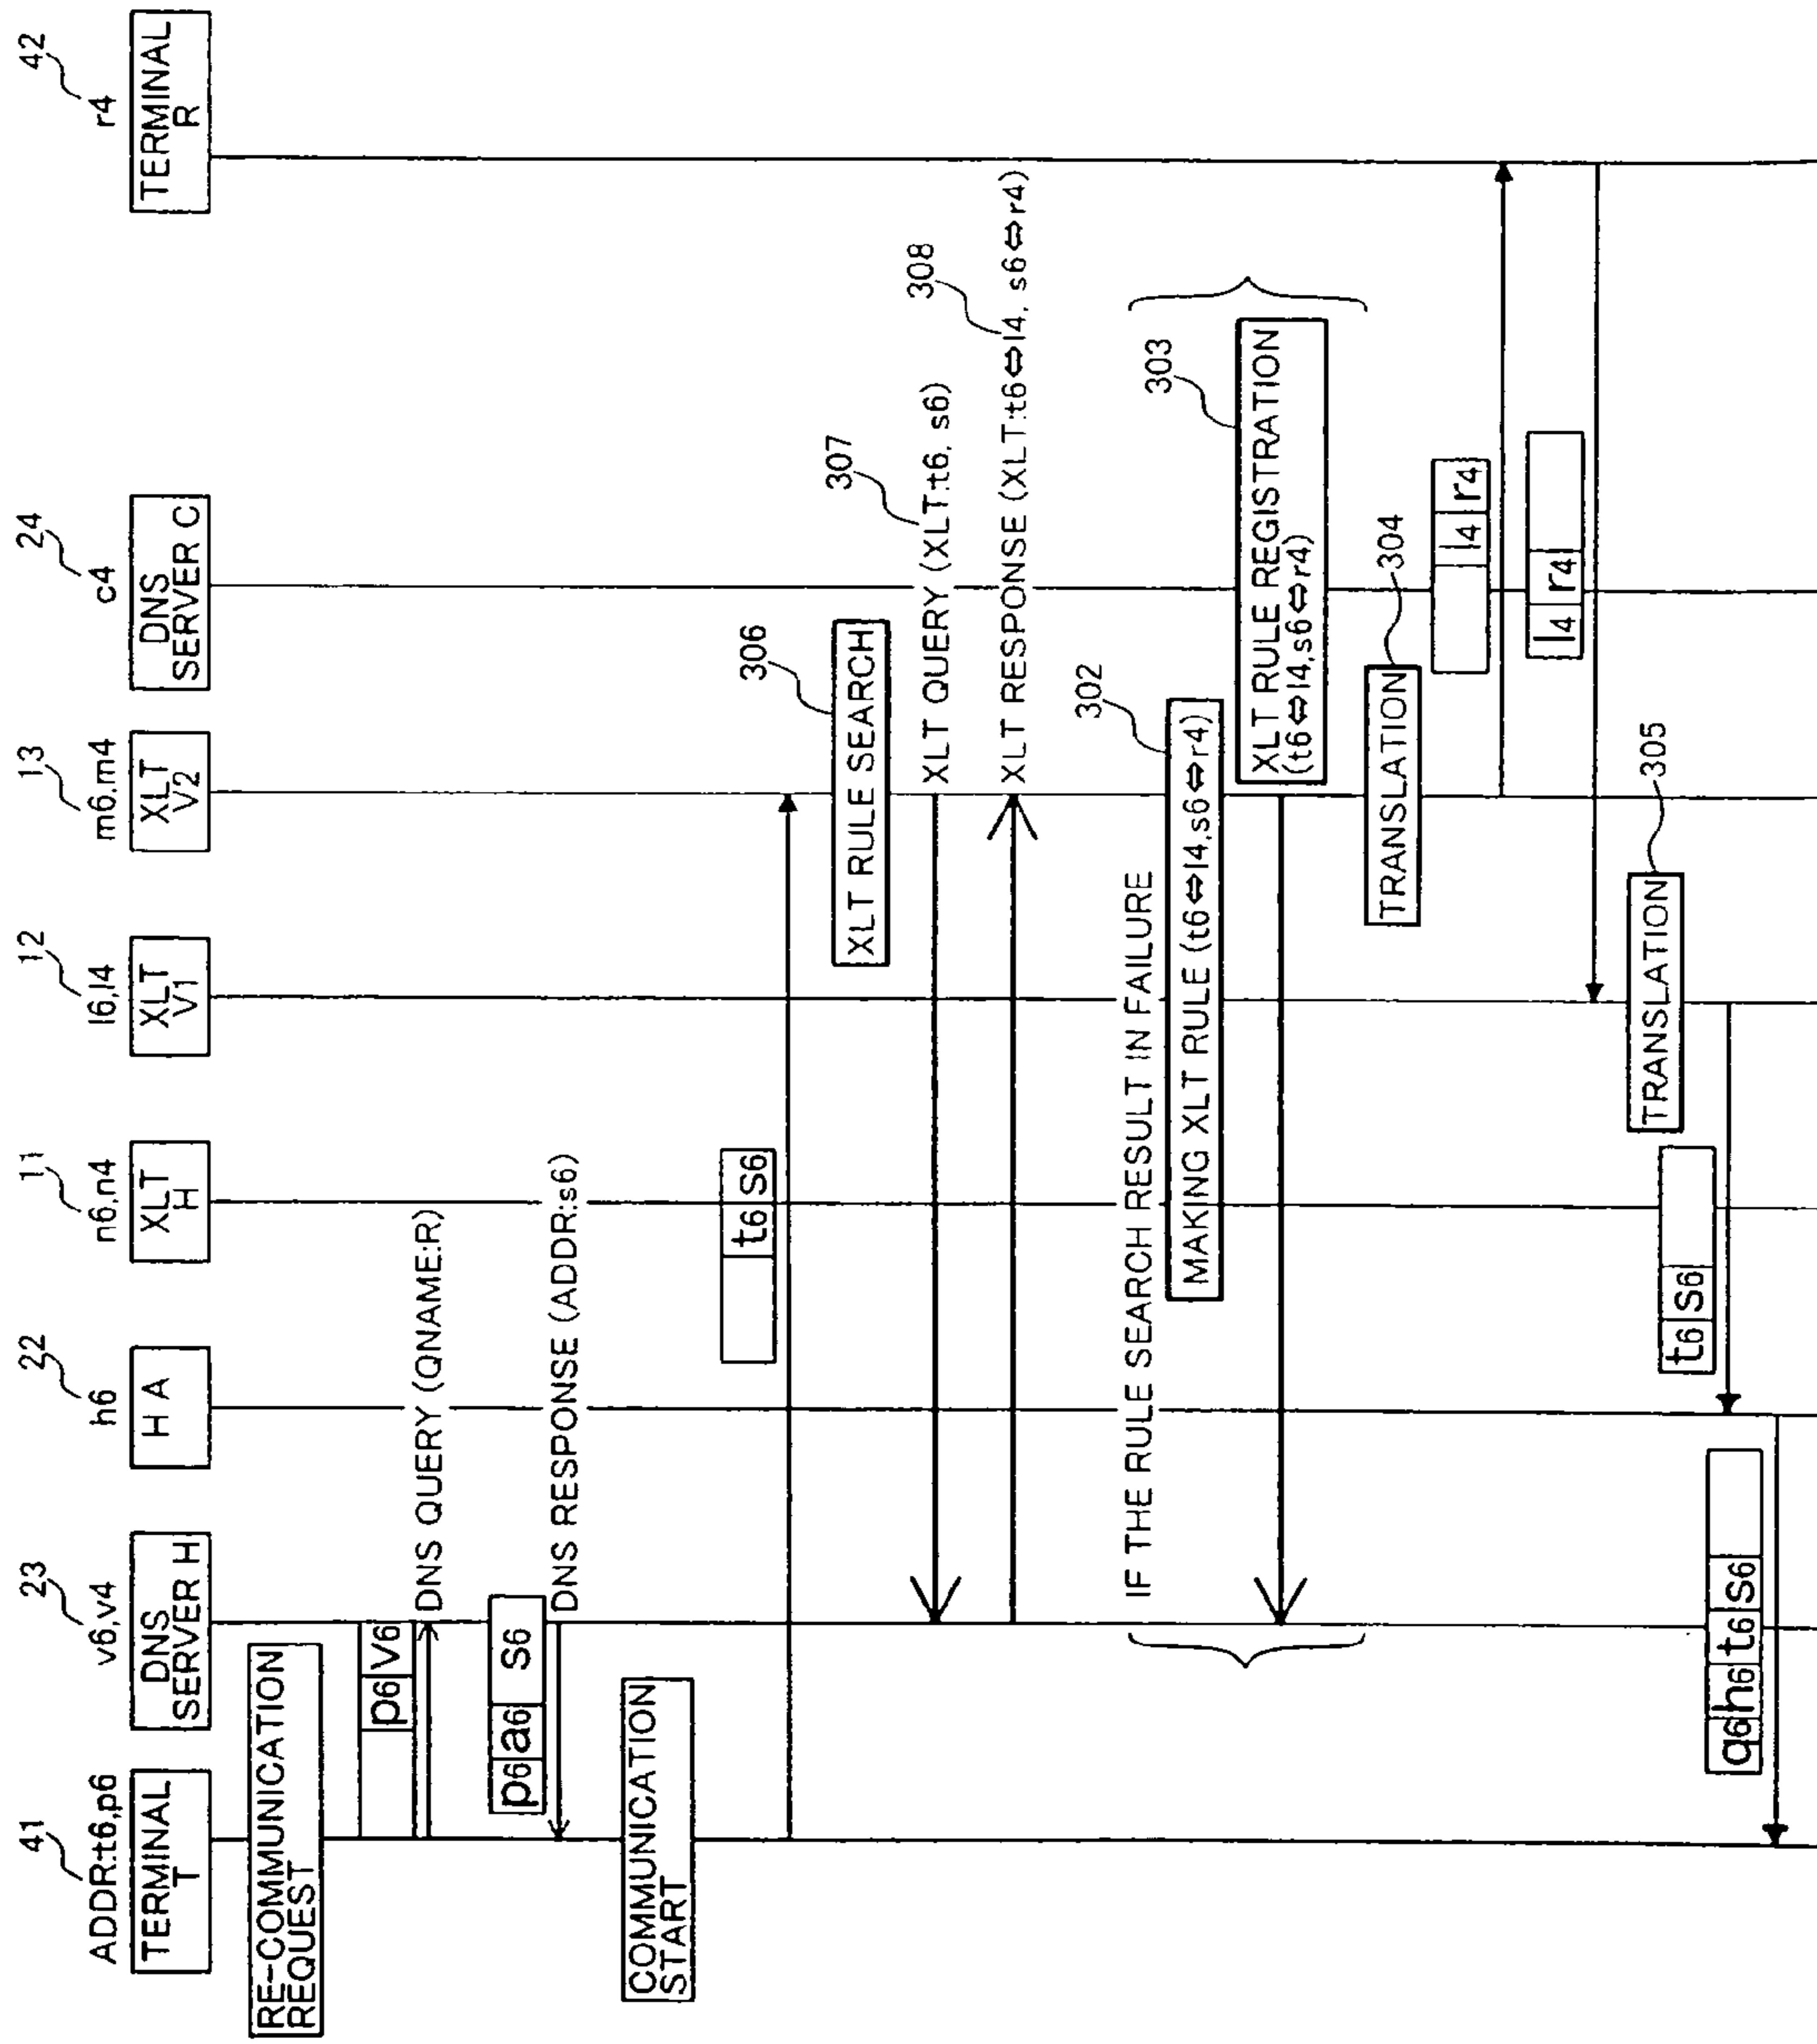 41
ADDR:t6,p6
TERMINAL
T
23
v6,v4
DNS
SERVER H
22
h6
H A
11
n6,n4
XLT
H
12
l6,l4
XLT
V1
13
m6,m4
XLT
V2
24
c4
DNS
SERVER C
42
r4
TERMINAL
R
RE-COMMUNICATION
REQUEST
p6 v6
DNS QUERY (QNAME:R)
p6 a6 s6
DNS RESPONSE (ADDR:s6)
COMMUNICATION
START
t6 s6
XLT RULE SEARCH
306
XLT QUERY (XLT:t6, s6)
307
XLT RESPONSE (XLT:t6⇔l4, s6⇔r4)
308
IF THE RULE SEARCH RESULT IN FAILURE
MAKING XLT RULE (t6⇔l4,s6⇔r4)
302
XLT RULE REGISTRATION
(t6⇔l4,s6⇔r4)
303
TRANSLATION
304
l4 r4
l4 r4
TRANSLATION
305
t6 s6
q6 h6 t6 s6